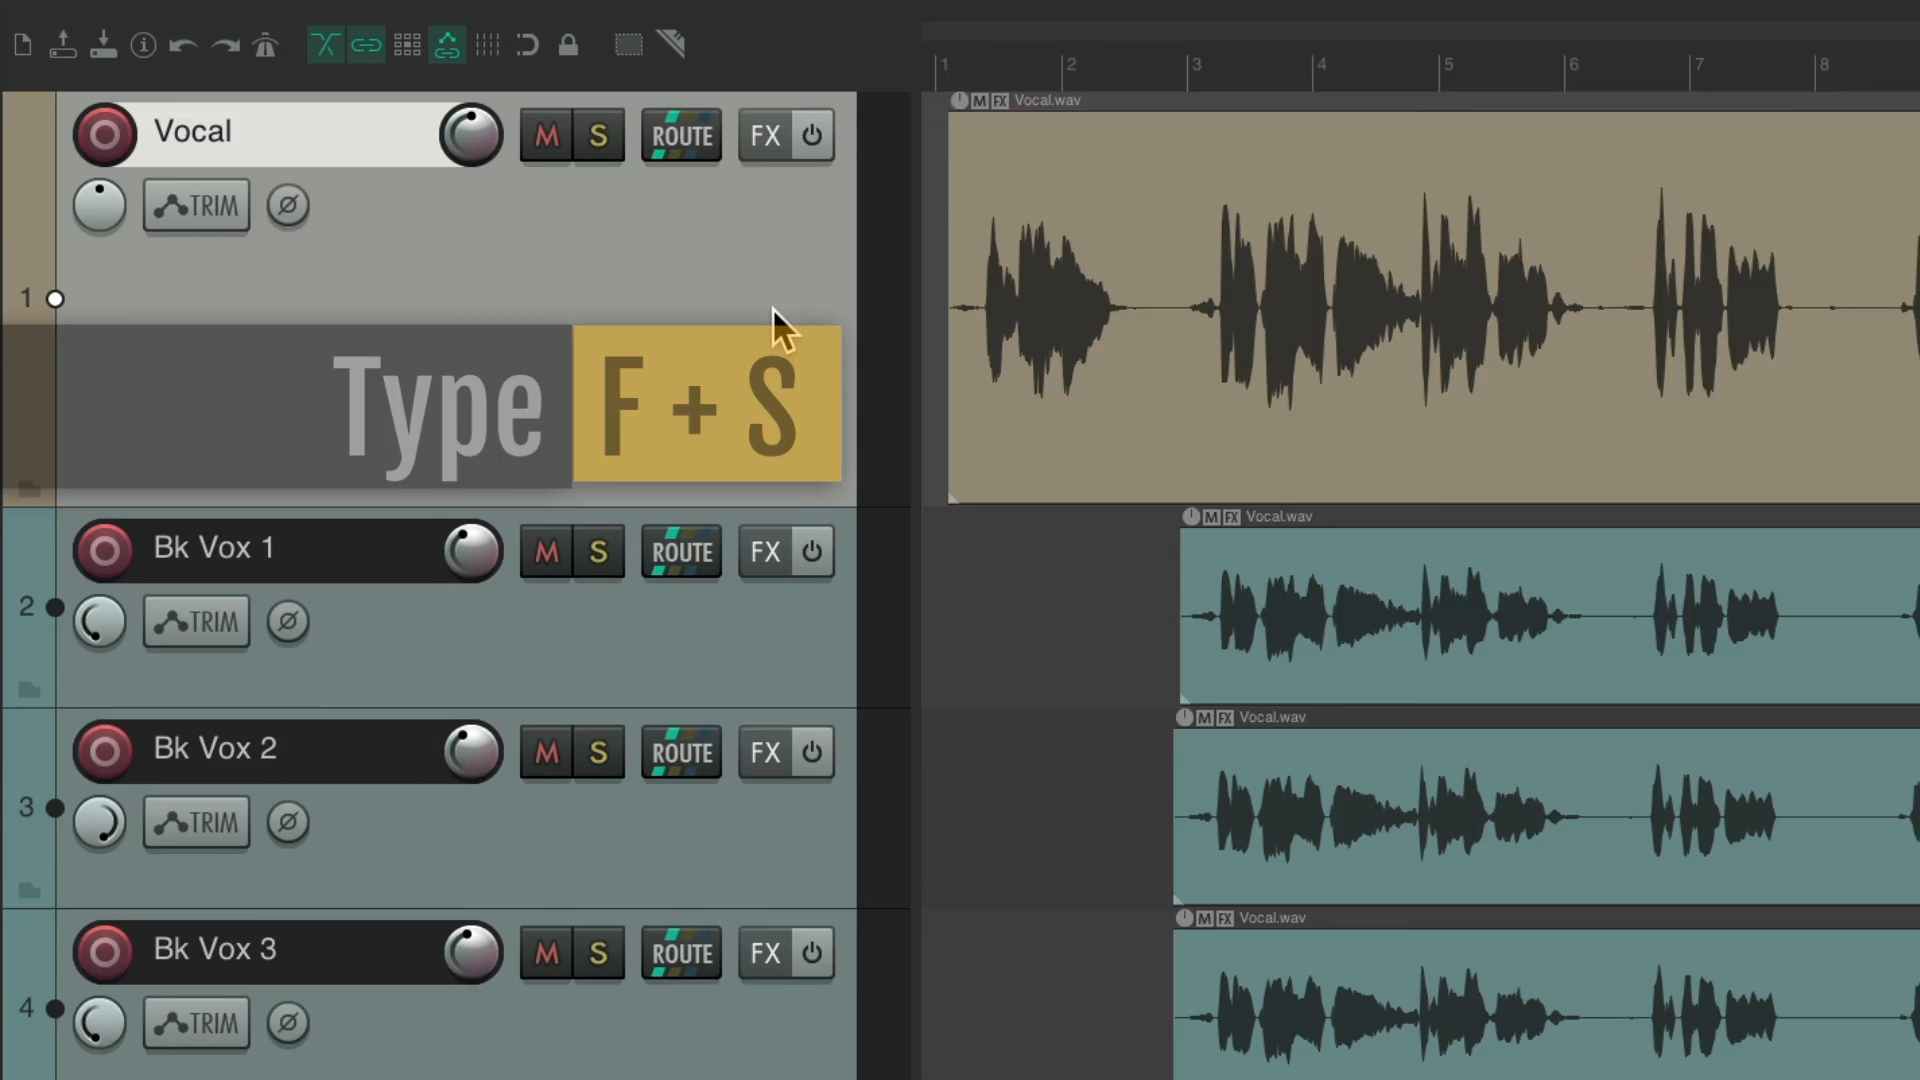 1 2 3 4 5 6 7 8
M FX Vocal.wav
Vocal M S ROUTE FX
TRIM
1
Type F + S
M FX Vocal.wav
Bk Vox 1 M S ROUTE FX
2 TRIM
M FX Vocal.wav
Bk Vox 2 M S ROUTE FX
3 TRIM
M FX Vocal.wav
Bk Vox 3 M S ROUTE FX
4 TRIM